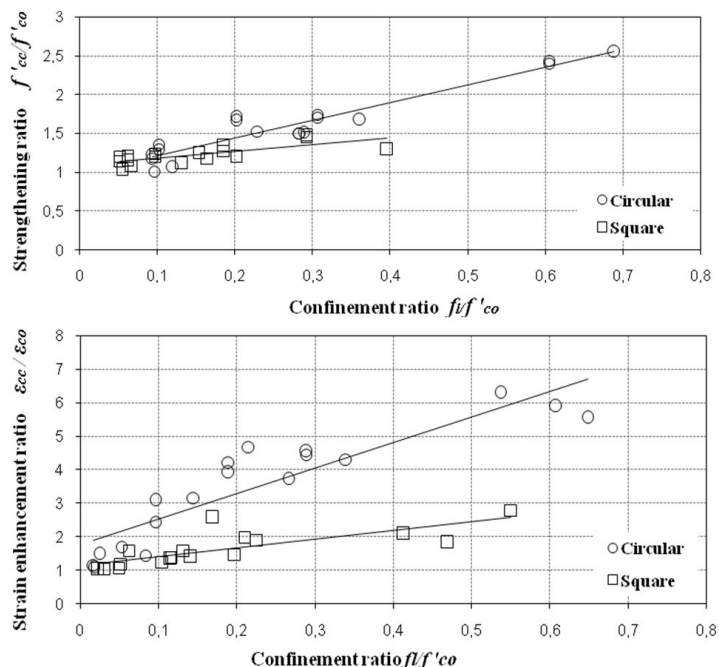 3
2,5
2
1,5
1
0,5
0
Strengthening ratio f'cc/f'co
Circular
Square
0 0,1 0,2 0,3 0,4 0,5 0,6 0,7 0,8
Confinement ratio fl/f'co
8
7
6
5
4
3
2
1
0
Strain enhancement ratio εcc / εco
Circular
Square
0 0,1 0,2 0,3 0,4 0,5 0,6 0,7 0,8
Confinement ratio fl/f'co